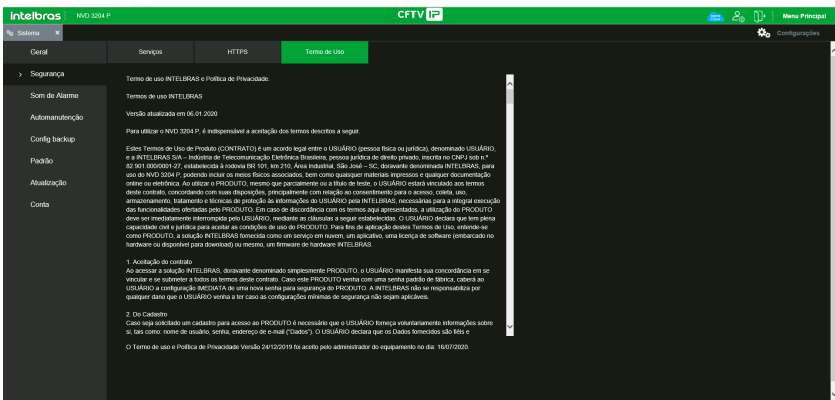 intelbras NVD 3204 P CFTV IP Menu Principal
Sistema × Configurações
Geral
› Segurança
Som de Alarme
Automanutenção
Config backup
Padrão
Atualização
Conta
Serviços HTTPS Termo de Uso
Termo de uso INTELBRAS e Política de Privacidade.
Termos de uso INTELBRAS
Versão atualizada em 06.01.2020
Para utilizar o NVD 3204 P, é indispensável a aceitação dos termos descritos a seguir.
Estes Termos de Uso de Produto (CONTRATO) é um acordo legal entre o USUÁRIO (pessoa física ou jurídica), denominado USUÁRIO,
e a INTELBRAS S/A – Indústria de Telecomunicação Eletrônica Brasileira, pessoa jurídica de direito privado, inscrita no CNPJ sob n.º
82.901.000/0001-27, estabelecida à rodovia BR 101, km 210, Área Industrial, São José – SC, doravante denominada INTELBRAS, para
uso do NVD 3204 P, podendo incluir os meios físicos associados, bem como quaisquer materiais impressos e qualquer documentação
online ou eletrônica. Ao utilizar o PRODUTO, mesmo que parcialmente ou a título de teste, o USUÁRIO estará vinculado aos termos
deste contrato, concordando com suas disposições, principalmente com relação ao consentimento para o acesso, coleta, uso,
armazenamento, tratamento e técnicas de proteção às informações do USUÁRIO pela INTELBRAS, necessárias para a integral execução
das funcionalidades ofertadas pelo PRODUTO. Em caso de discordância com os termos aqui apresentados, a utilização do PRODUTO
deve ser imediatamente interrompida pelo USUÁRIO, mediante as cláusulas a seguir estabelecidas. O USUÁRIO declara que tem plena
capacidade civil e jurídica para aceitar as condições de uso do PRODUTO. Para fins de aplicação destes Termos de Uso, entende-se
como PRODUTO, a solução INTELBRAS fornecida como um serviço em nuvem, um aplicativo, uma licença de software (embarcado no
hardware ou disponível para download) ou mesmo, um firmware de hardware INTELBRAS.
1. Aceitação do contrato
Ao acessar a solução INTELBRAS, doravante denominado simplesmente PRODUTO, o USUÁRIO manifesta sua concordância em se
vincular e se submeter a todos os termos deste contrato. Caso este PRODUTO venha com uma senha padrão de fábrica, caberá ao
USUÁRIO a configuração IMEDIATA de uma nova senha para segurança do PRODUTO. A INTELBRAS não se responsabiliza por
qualquer dano que o USUÁRIO venha a ter caso as configurações mínimas de segurança não sejam aplicáveis.
2. Do Cadastro
Caso seja solicitado um cadastro para acesso ao PRODUTO é necessário que o USUÁRIO forneça voluntariamente informações sobre
si, tais como: nome de usuário, senha, endereço de e-mail ("Dados"). O USUÁRIO declara que os Dados fornecidos são fiéis e
O Termo de uso e Política de Privacidade Versão 24/12/2019 foi aceito pelo administrador do equipamento no dia: 16/07/2020.